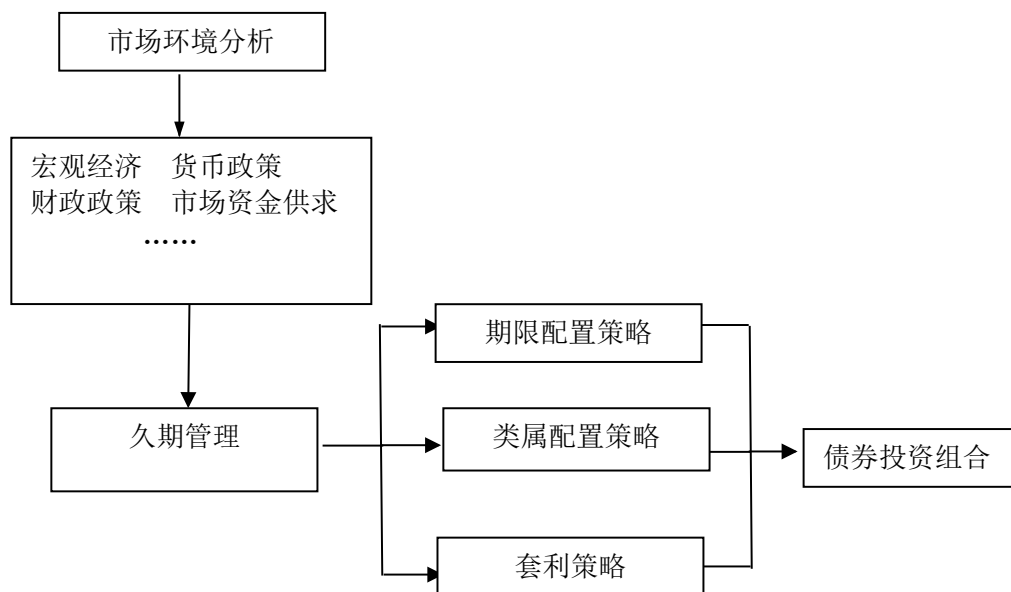 市场环境分析
宏观经济 货币政策
财政政策 市场资金供求
……
期限配置策略
久期管理
类属配置策略
债券投资组合
套利策略